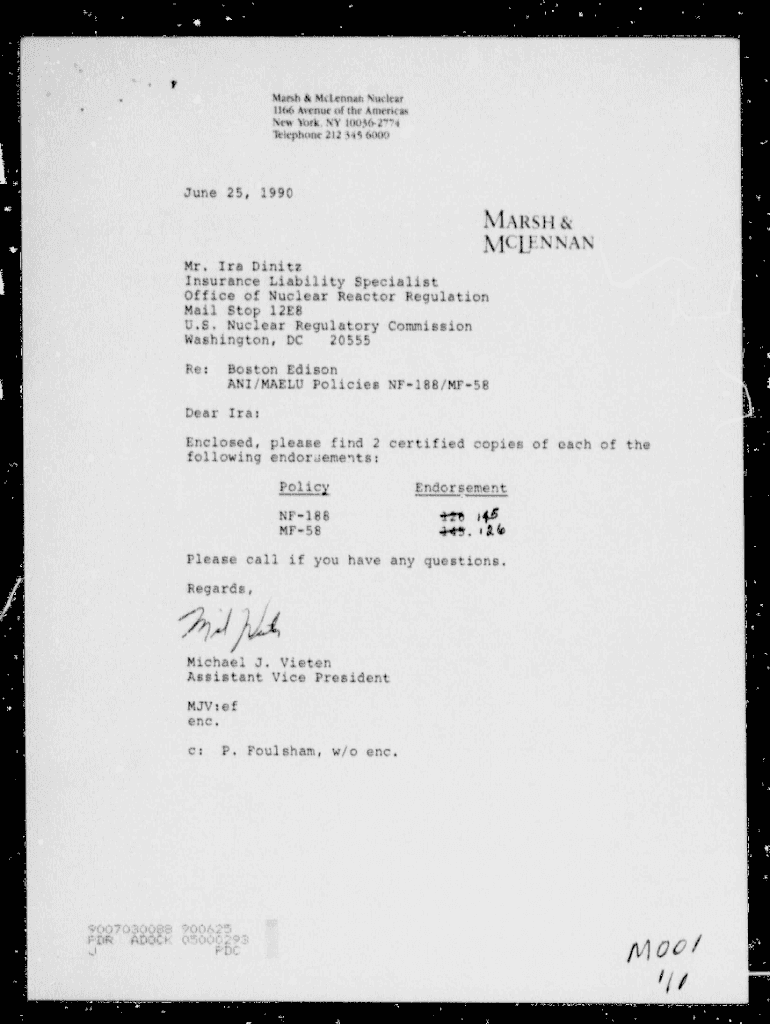 Marsh & McLennan Nuclear
1166 Avenue of the Americas
New York, NY 10036-2774
Telephone 212 345 6000
June 25, 1990
MARSH &
MCLENNAN
Mr. Ira Dinitz
Insurance Liability Specialist
Office of Nuclear Reactor Regulation
Mail Stop 12E8
U.S. Nuclear Regulatory Commission
Washington, DC 20555
Re: Boston Edison
ANI/MAELU Policies NF-188/MF-58
Dear Ira:
Enclosed, please find 2 certified copies of each of the
following endorsements:
Policy Endorsement
NF-188 126 145
MF-58 145. 126
Please call if you have any questions.
Regards,
Michael J. Vieten
Assistant Vice President
MJV:ef
enc.
c: P. Foulsham, w/o enc.
9007030088 900625
PDR ADOCK 05000293
J PDC
M001
1/1